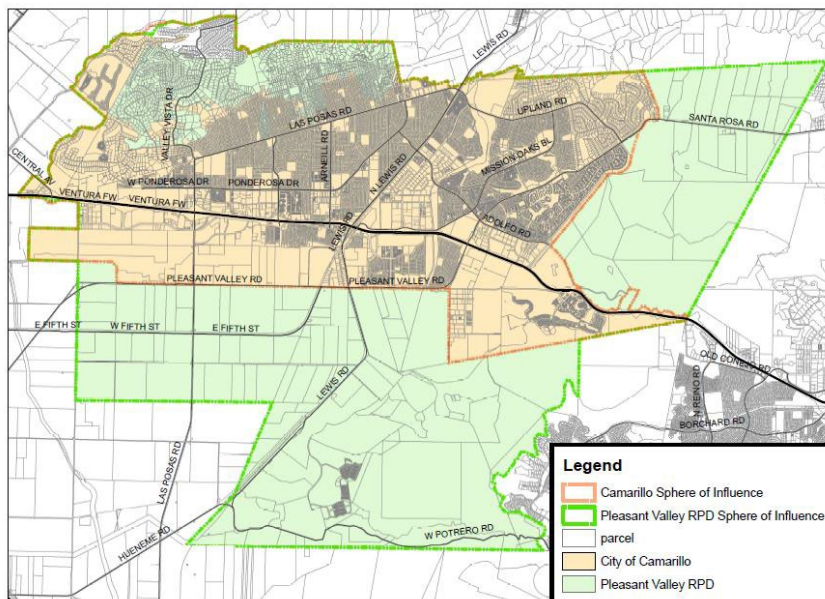 LEWIS RD
UPLAND RD
SANTA ROSA RD
LAS POSAS RD
VALLEY VISTA DR
ARNEILL RD
N LEWIS RD
MISSION OAKS BL
CENTRAL AV
W PONDEROSA DR
PONDEROSA DR
VENTURA FW
VENTURA FW
LEWIS RD
ADOLFO RD
PLEASANT VALLEY RD
PLEASANT VALLEY RD
E FIFTH ST
W FIFTH ST
E FIFTH ST
LEWIS RD
OLD CONEJO RD
N REINO RD
BORCHARD RD
LAS POSAS RD
HUENEME RD
W POTRERO RD
Legend
Camarillo Sphere of Influence
Pleasant Valley RPD Sphere of Influence
parcel
City of Camarillo
Pleasant Valley RPD